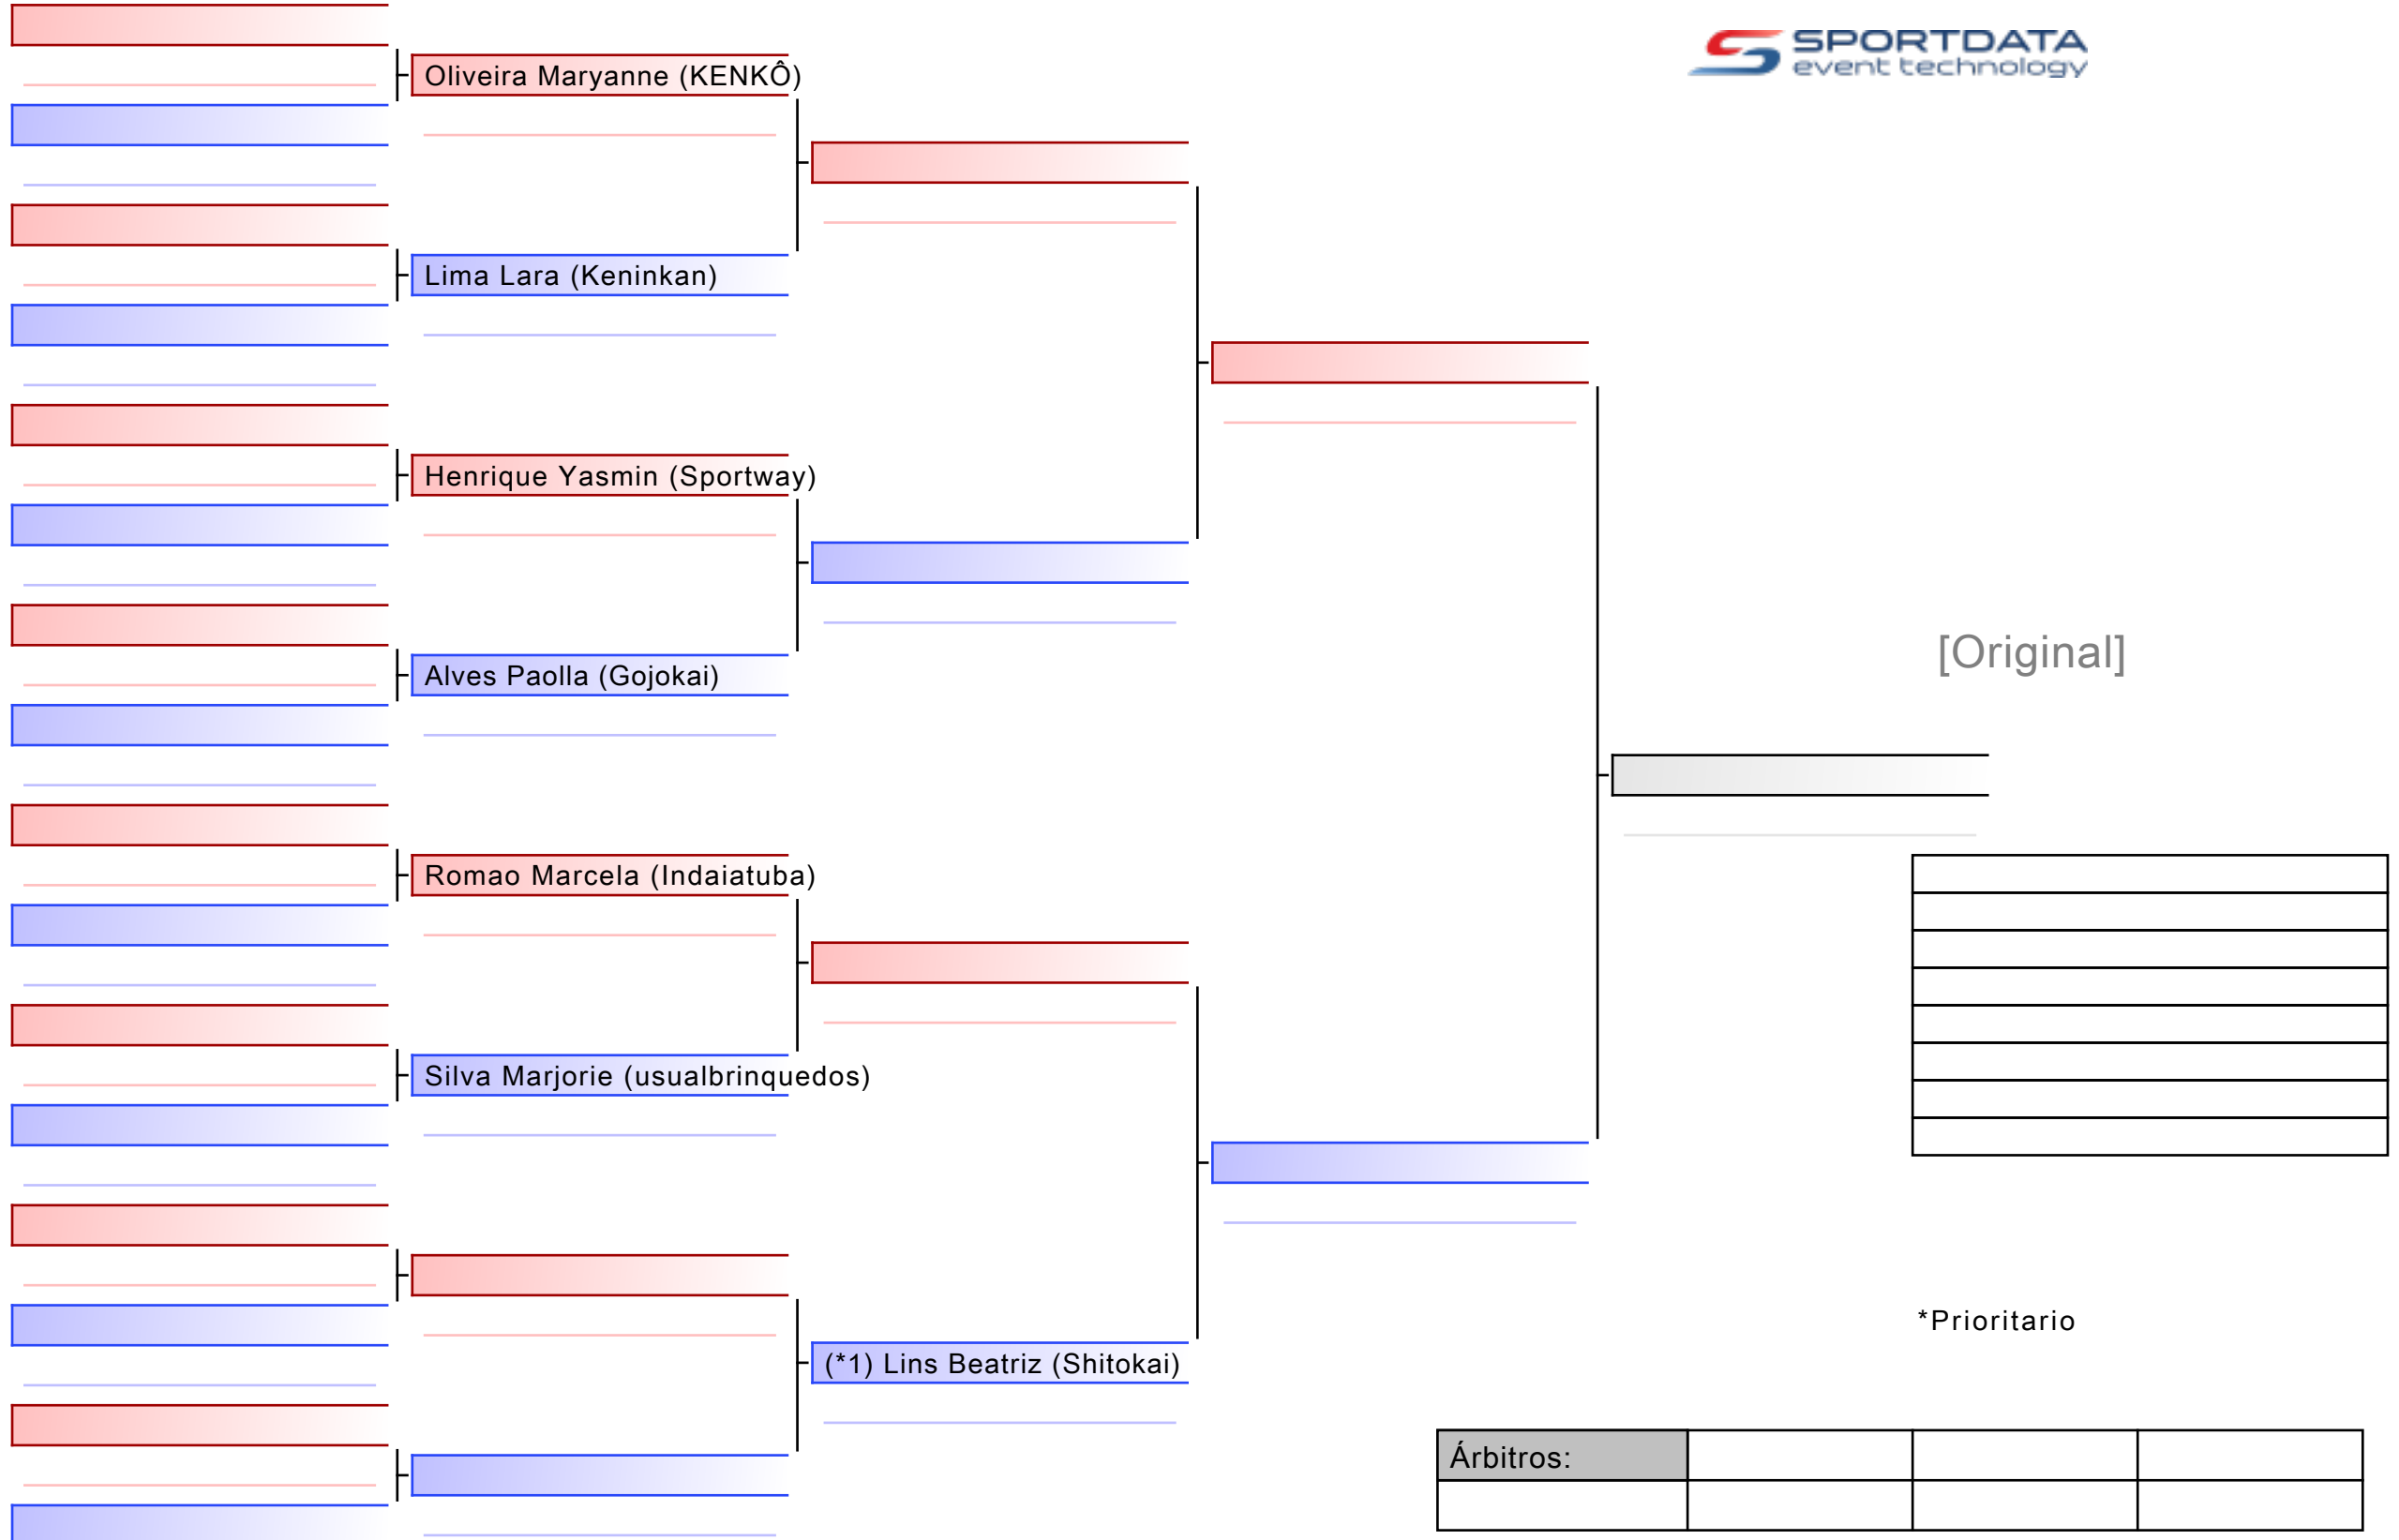 SPORTDATA
event technology
Oliveira Maryanne (KENKÔ)
Lima Lara (Keninkan)
Henrique Yasmin (Sportway)
[Original]
Alves Paolla (Gojokai)
Romao Marcela (Indaiatuba)
Silva Marjorie (usualbrinquedos)
*Prioritario
(*1) Lins Beatriz (Shitokai)
Árbitros: